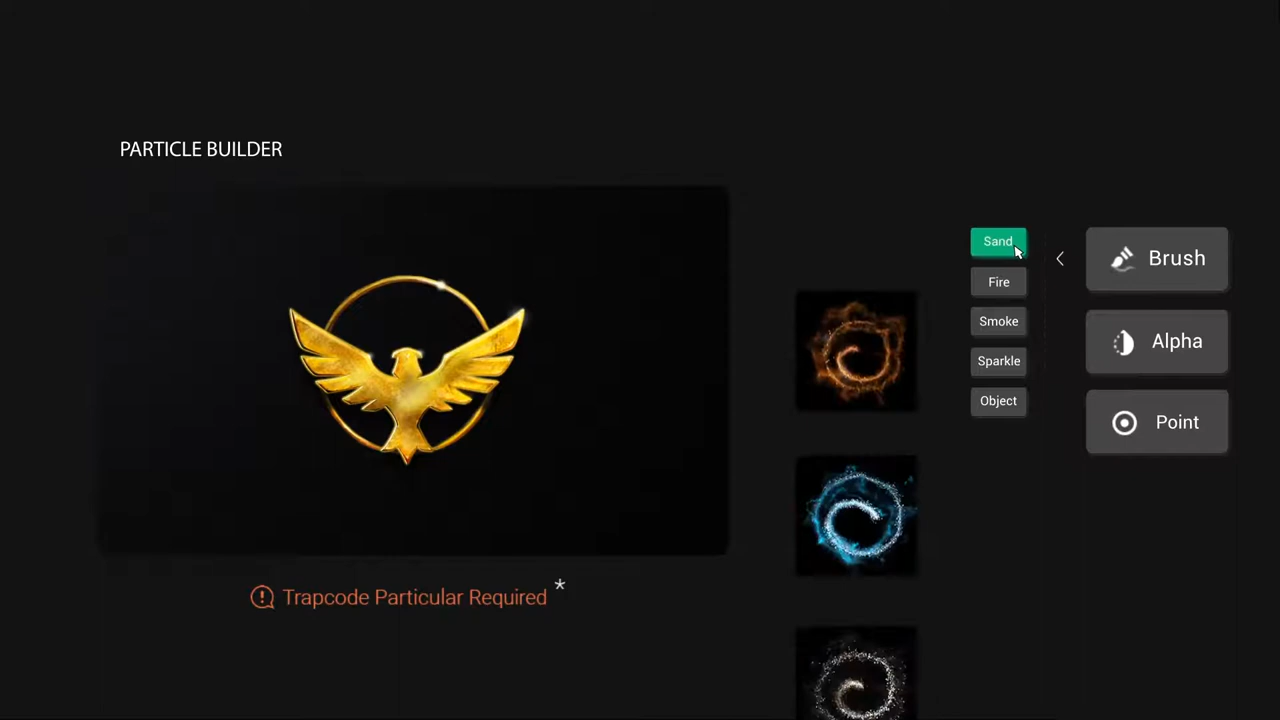 PARTICLE BUILDER
Sand
Fire
Smoke
Sparkle
Object
Brush
Alpha
Point
Trapcode Particular Required *